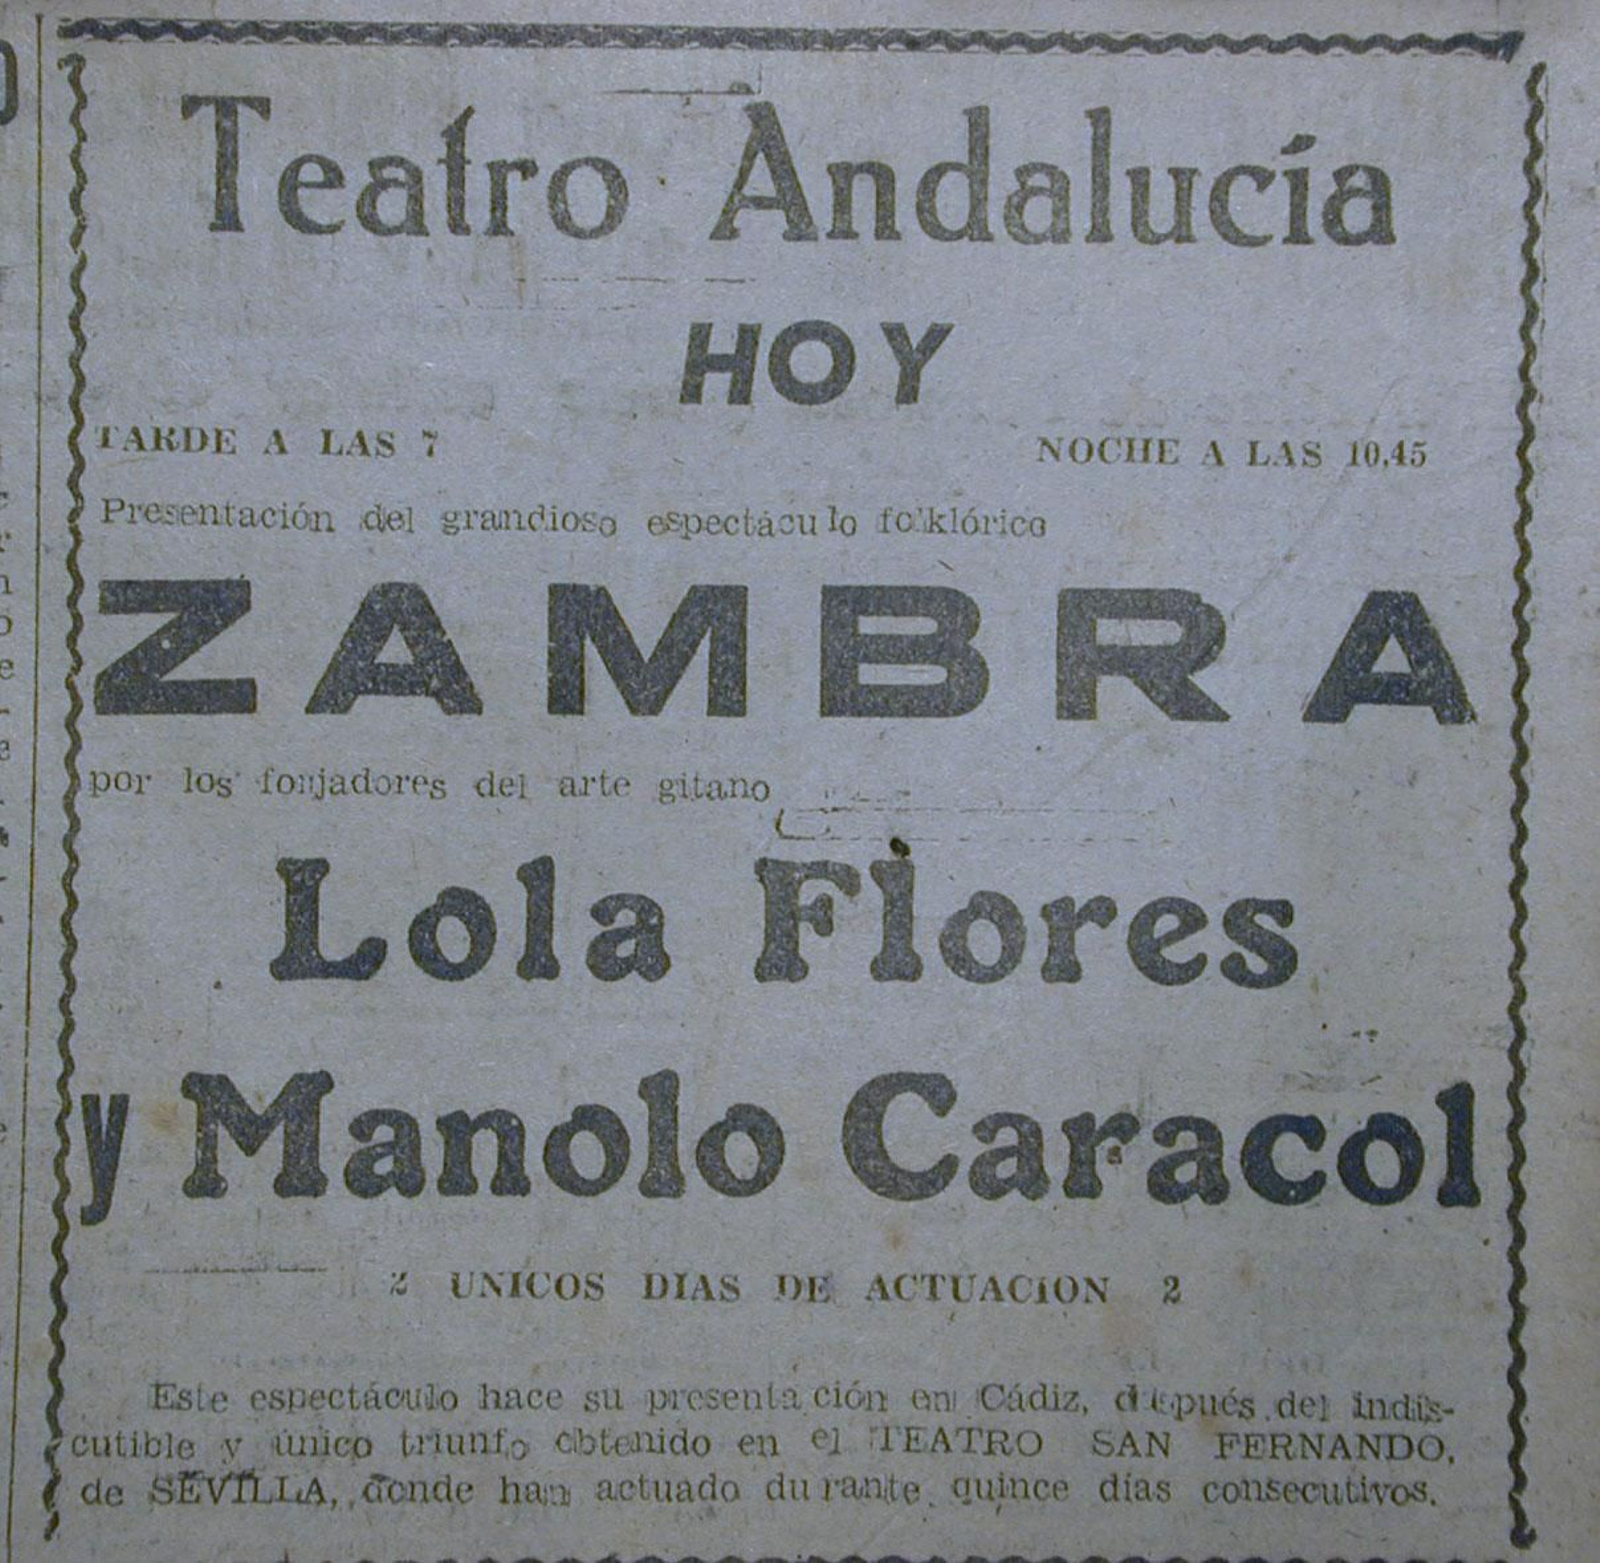 Teatro Andalucía
HOY
TARDE A LAS 7 NOCHE A LAS 10,45
Presentación del grandioso espectáculo folklórico
ZAMBRA
por los forjadores del arte gitano
Lola Flores
y Manolo Caracol
2 UNICOS DIAS DE ACTUACION 2
Este espectáculo hace su presentación en Cádiz, después del indis-
cutible y único triunfo obtenido en el TEATRO SAN FERNANDO,
de SEVILLA, donde han actuado durante quince días consecutivos.